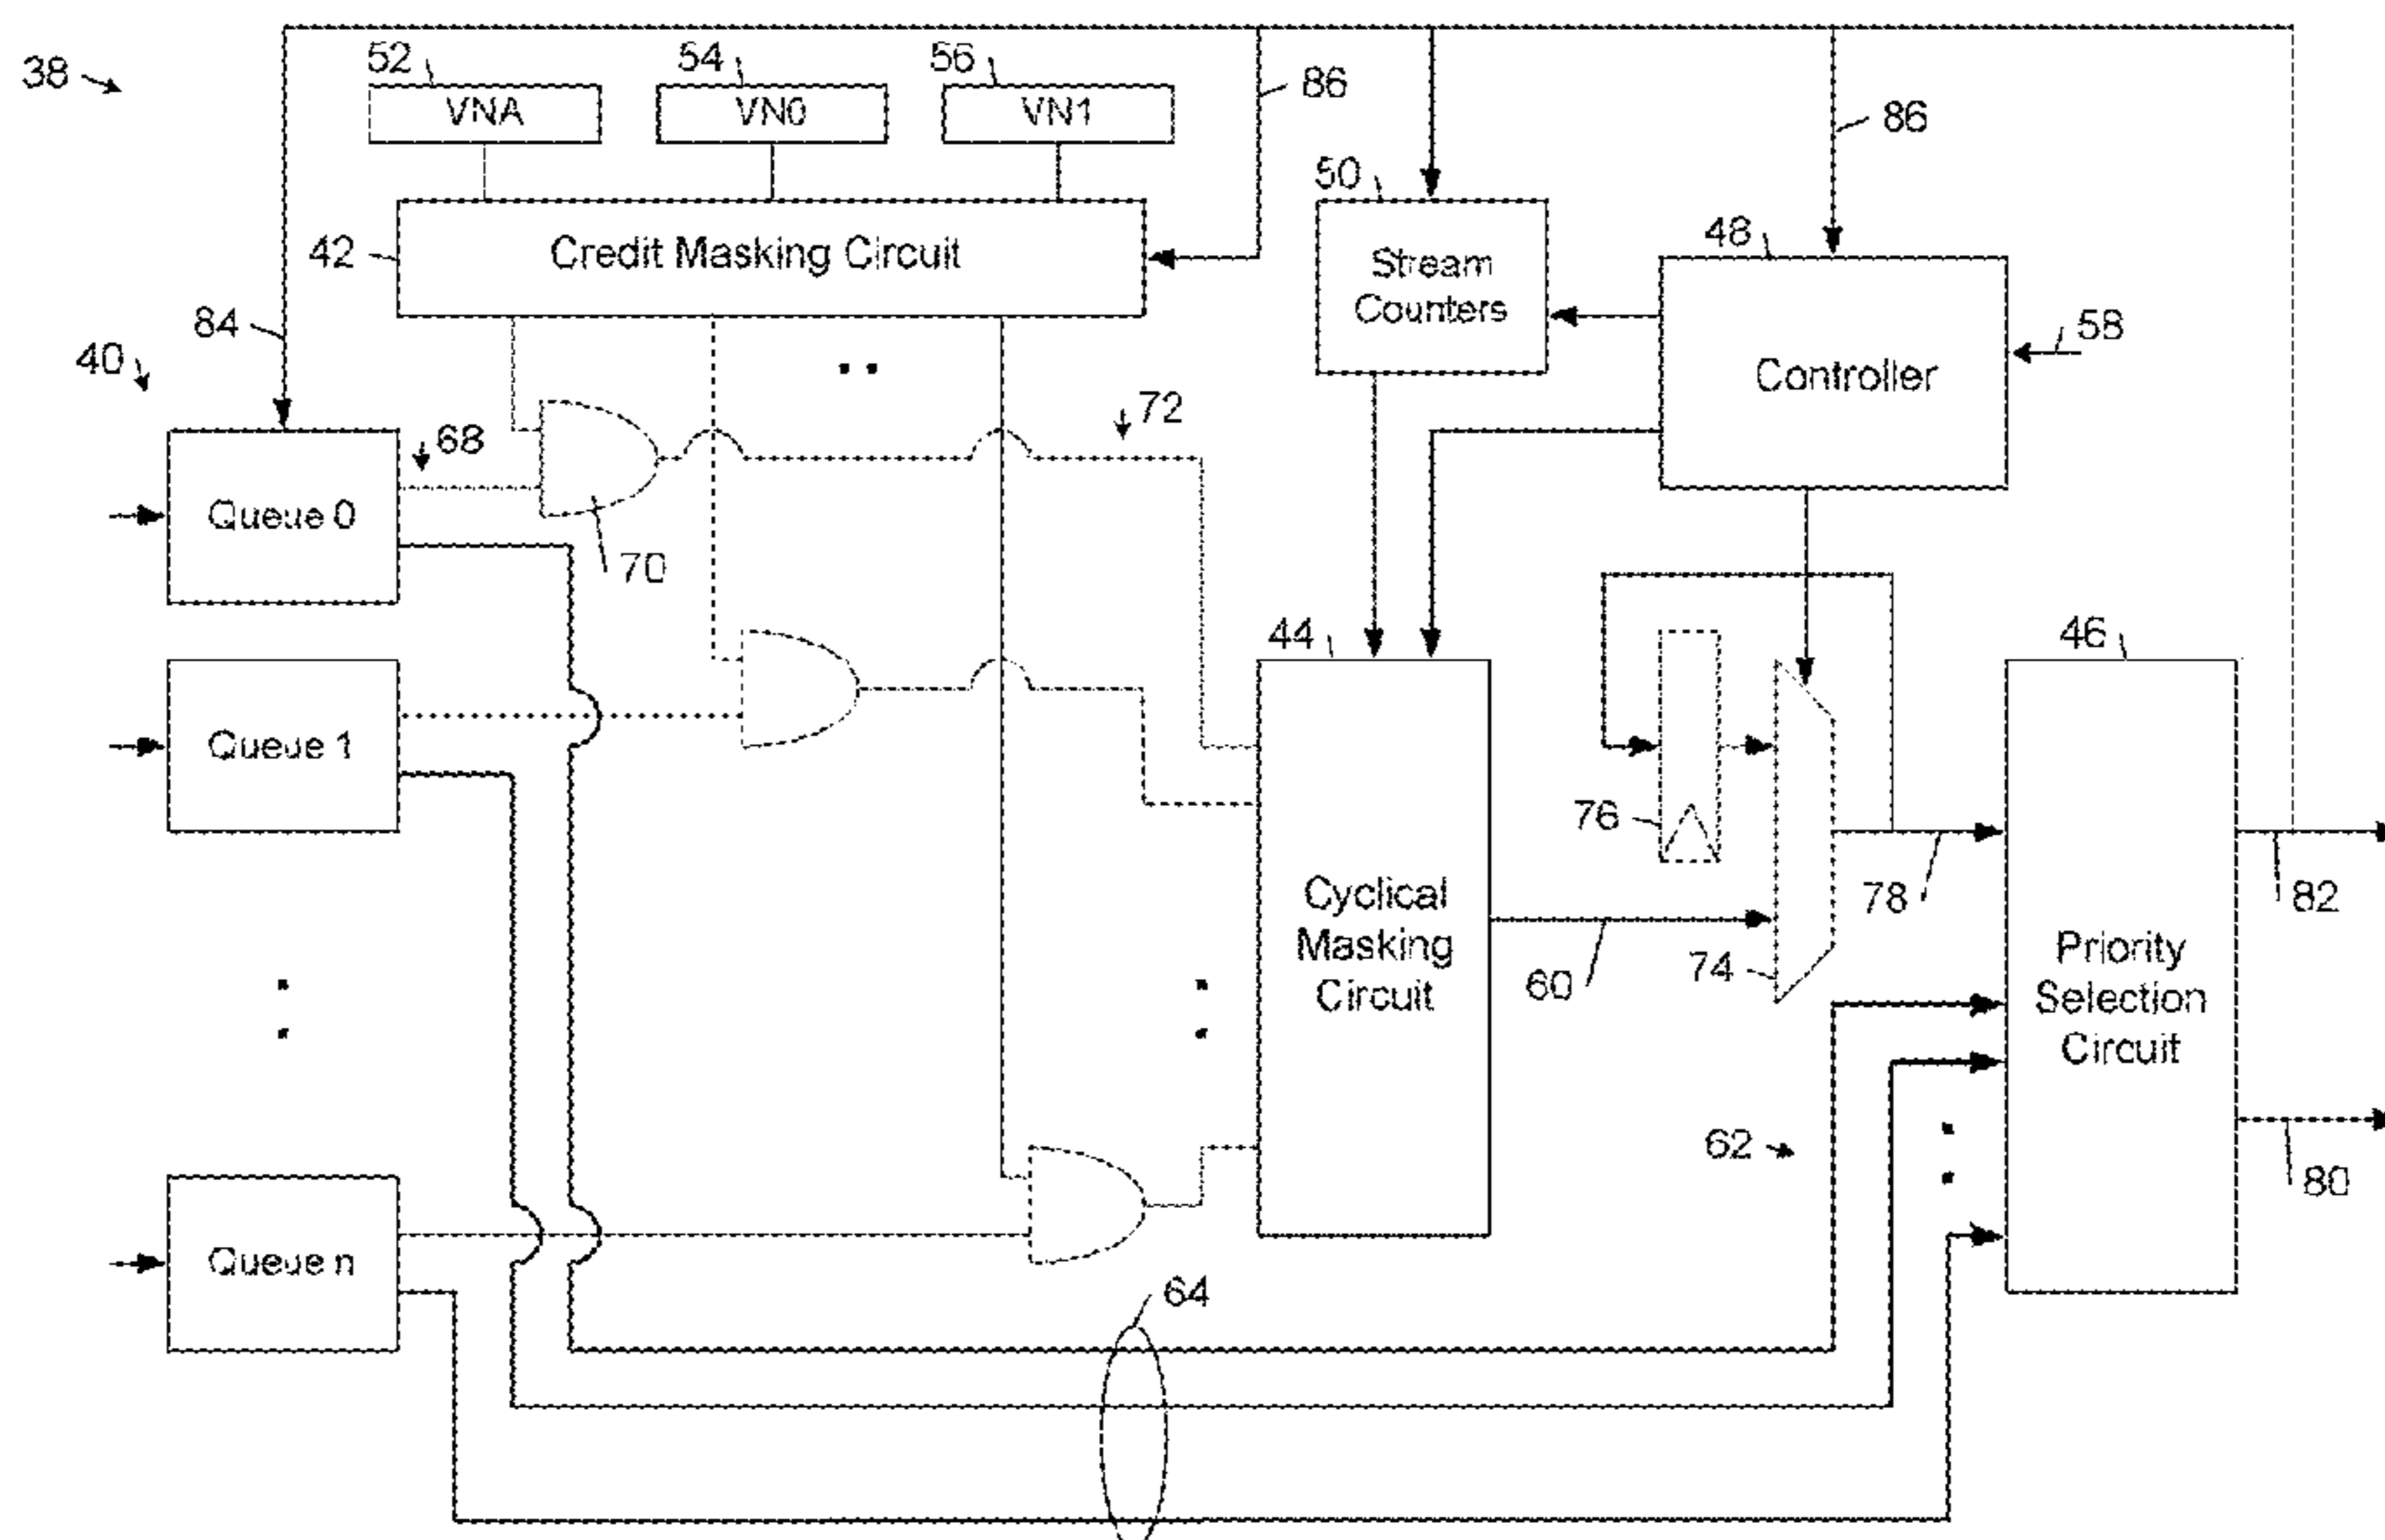 38
52
VNA
54
VN0
56
VN1
86
86
50
48
42
Credit Masking Circuit
Stream
Counters
84
58
40
Controller
72
68
Queue 0
70
44
46
Queue 1
76
78
82
Cyclical
Masking
Circuit
60
74
Priority
Selection
Circuit
62
80
Queue n
64